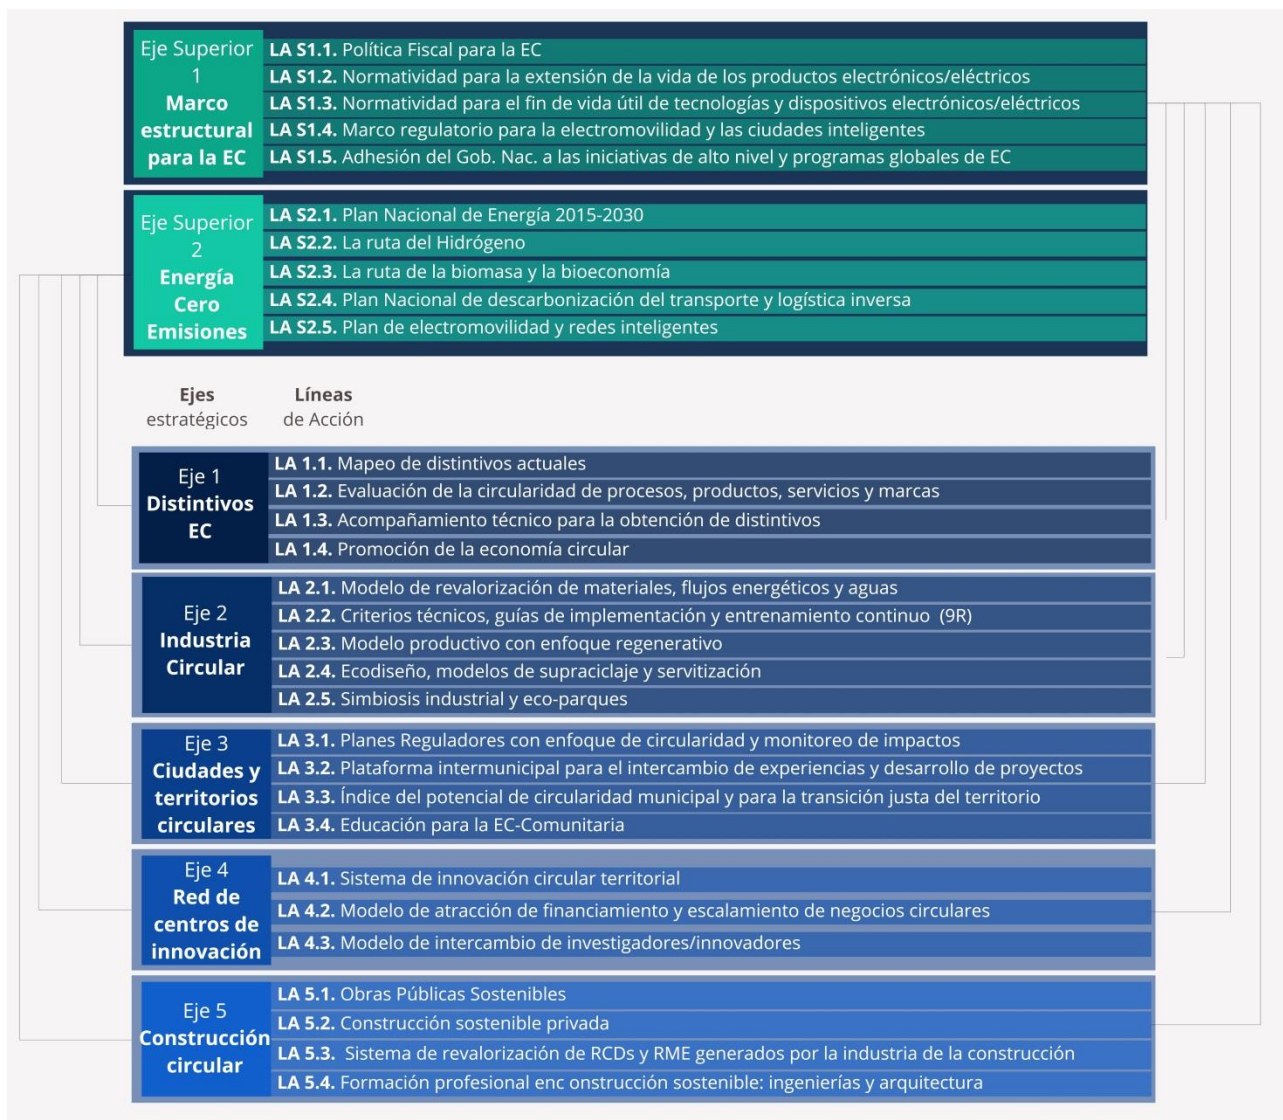 Eje Superior
1
Marco
estructural
para la EC
LA S1.1. Política Fiscal para la EC
LA S1.2. Normatividad para la extensión de la vida de los productos electrónicos/eléctricos
LA S1.3. Normatividad para el fin de vida útil de tecnologías y dispositivos electrónicos/eléctricos
LA S1.4. Marco regulatorio para la electromovilidad y las ciudades inteligentes
LA S1.5. Adhesión del Gob. Nac. a las iniciativas de alto nivel y programas globales de EC
Eje Superior
2
Energía
Cero
Emisiones
LA S2.1. Plan Nacional de Energía 2015-2030
LA S2.2. La ruta del Hidrógeno
LA S2.3. La ruta de la biomasa y la bioeconomía
LA S2.4. Plan Nacional de descarbonización del transporte y logística inversa
LA S2.5. Plan de electromovilidad y redes inteligentes
Ejes
estratégicos
Líneas
de Acción
Eje 1
Distintivos
EC
LA 1.1. Mapeo de distintivos actuales
LA 1.2. Evaluación de la circularidad de procesos, productos, servicios y marcas
LA 1.3. Acompañamiento técnico para la obtención de distintivos
LA 1.4. Promoción de la economía circular
Eje 2
Industria
Circular
LA 2.1. Modelo de revalorización de materiales, flujos energéticos y aguas
LA 2.2. Criterios técnicos, guías de implementación y entrenamiento continuo (9R)
LA 2.3. Modelo productivo con enfoque regenerativo
LA 2.4. Ecodiseño, modelos de supraciclaje y servitización
LA 2.5. Simbiosis industrial y eco-parques
Eje 3
Ciudades y
territorios
circulares
LA 3.1. Planes Reguladores con enfoque de circularidad y monitoreo de impactos
LA 3.2. Plataforma intermunicipal para el intercambio de experiencias y desarrollo de proyectos
LA 3.3. Índice del potencial de circularidad municipal y para la transición justa del territorio
LA 3.4. Educación para la EC-Comunitaria
Eje 4
Red de
centros de
innovación
LA 4.1. Sistema de innovación circular territorial
LA 4.2. Modelo de atracción de financiamiento y escalamiento de negocios circulares
LA 4.3. Modelo de intercambio de investigadores/innovadores
Eje 5
Construcción
circular
LA 5.1. Obras Públicas Sostenibles
LA 5.2. Construcción sostenible privada
LA 5.3. Sistema de revalorización de RCDs y RME generados por la industria de la construcción
LA 5.4. Formación profesional enc onstrucción sostenible: ingenierías y arquitectura